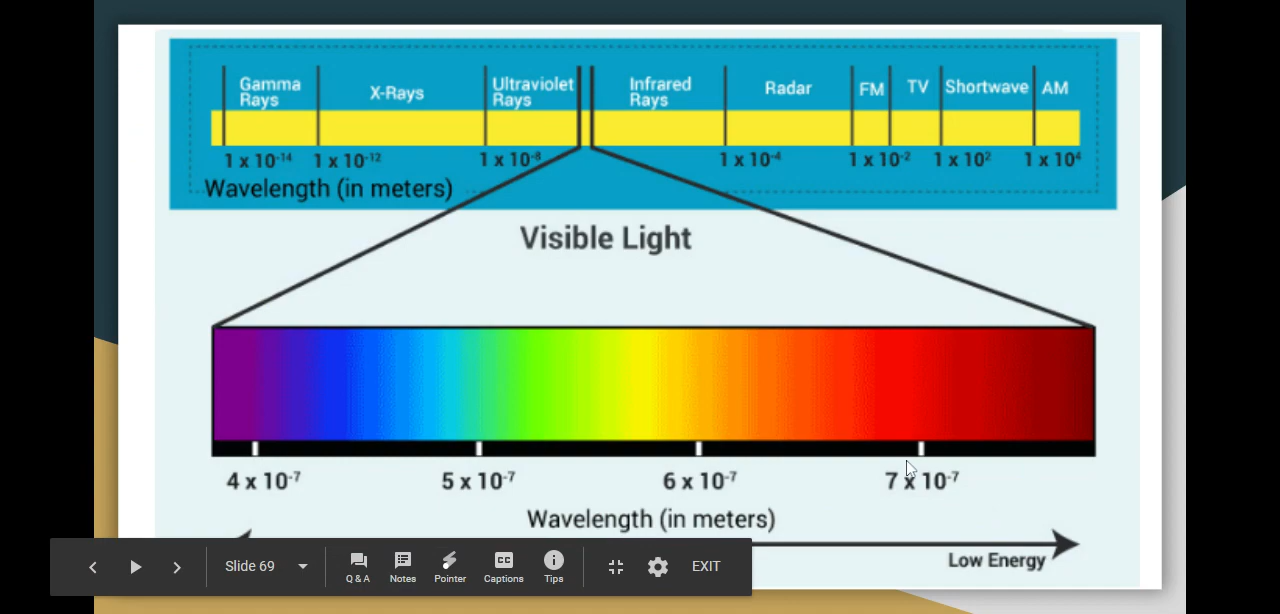 Gamma Rays
X-Rays
Ultraviolet Rays
Infrared Rays
Radar
FM
TV
Shortwave
AM
1 x 10⁻¹⁴
1 x 10⁻¹²
1 x 10⁻⁸
1 x 10⁻⁴
1 x 10⁻²
1 x 10²
1 x 10⁴
Wavelength (in meters)
Visible Light
4 x 10⁻⁷
5 x 10⁻⁷
6 x 10⁻⁷
7 x 10⁻⁷
Wavelength (in meters)
Low Energy
Slide 69
Q & A
Notes
Pointer
CC
Captions
Tips
EXIT